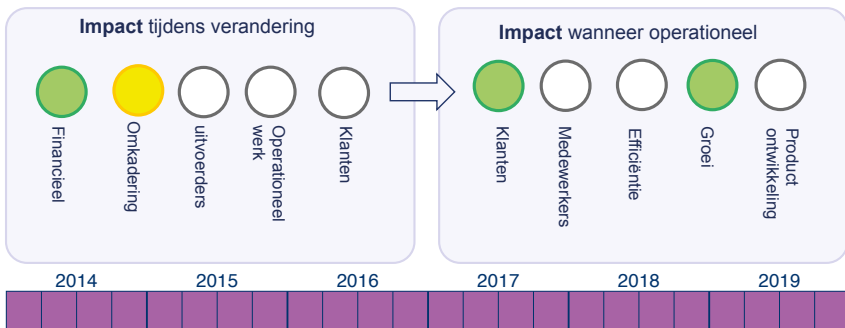 Impact tijdens verandering
Financieel
Omkadering
uitvoerders
Operationeel
werk
Klanten
Impact wanneer operationeel
Klanten
Medewerkers
Efficiëntie
Groei
Product
ontwikkeling
2014 2015 2016 2017 2018 2019